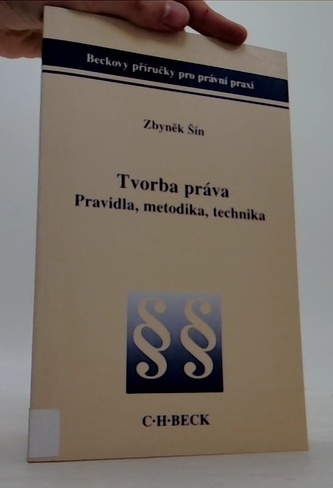 Beckovy příručky pro právní praxi
Zbyněk Šín
Tvorba práva
Pravidla, metodika, technika
§§
C·H·BECK